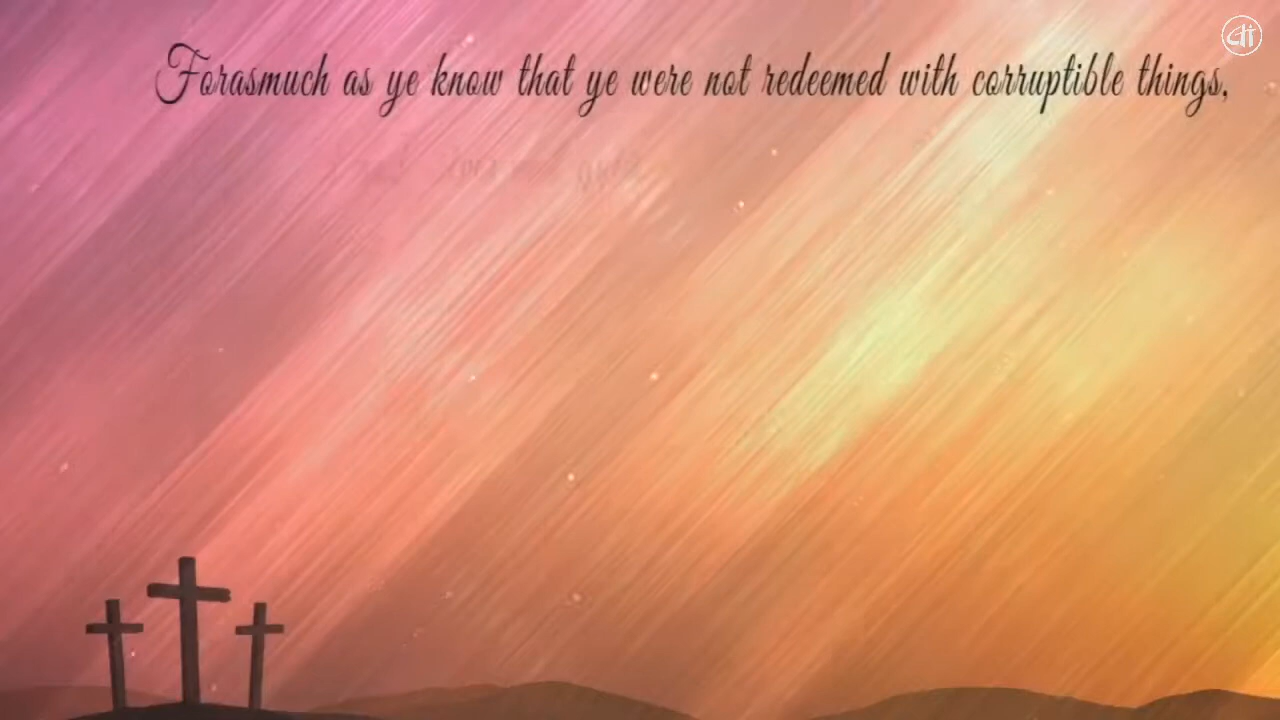 Forasmuch as ye know that ye were not redeemed with corruptible things,